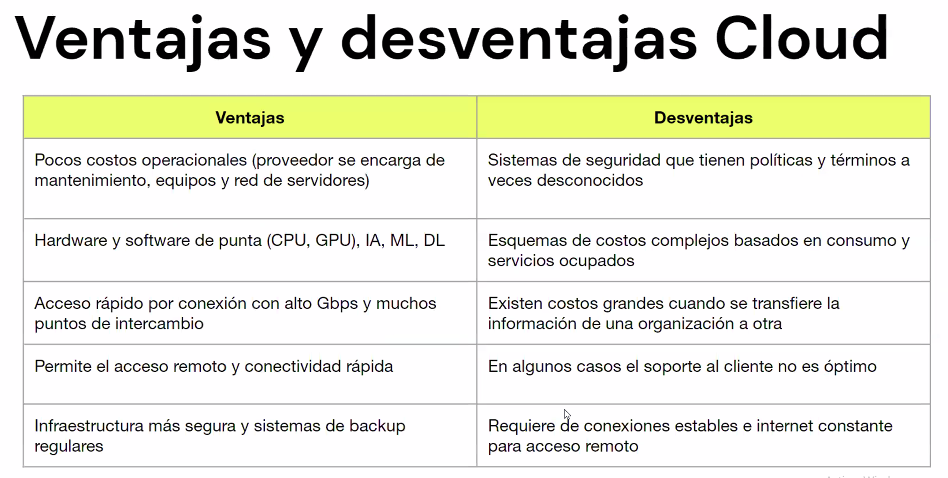 Ventajas y desventajas Cloud
Ventajas
Desventajas
Pocos costos operacionales (proveedor se encarga de
mantenimiento, equipos y red de servidores)
Sistemas de seguridad que tienen políticas y términos a
veces desconocidos
Hardware y software de punta (CPU, GPU), IA, ML, DL
Esquemas de costos complejos basados en consumo y
servicios ocupados
Acceso rápido por conexión con alto Gbps y muchos
puntos de intercambio
Existen costos grandes cuando se transfiere la
información de una organización a otra
Permite el acceso remoto y conectividad rápida
En algunos casos el soporte al cliente no es óptimo
Infraestructura más segura y sistemas de backup
regulares
Requiere de conexiones estables e internet constante
para acceso remoto